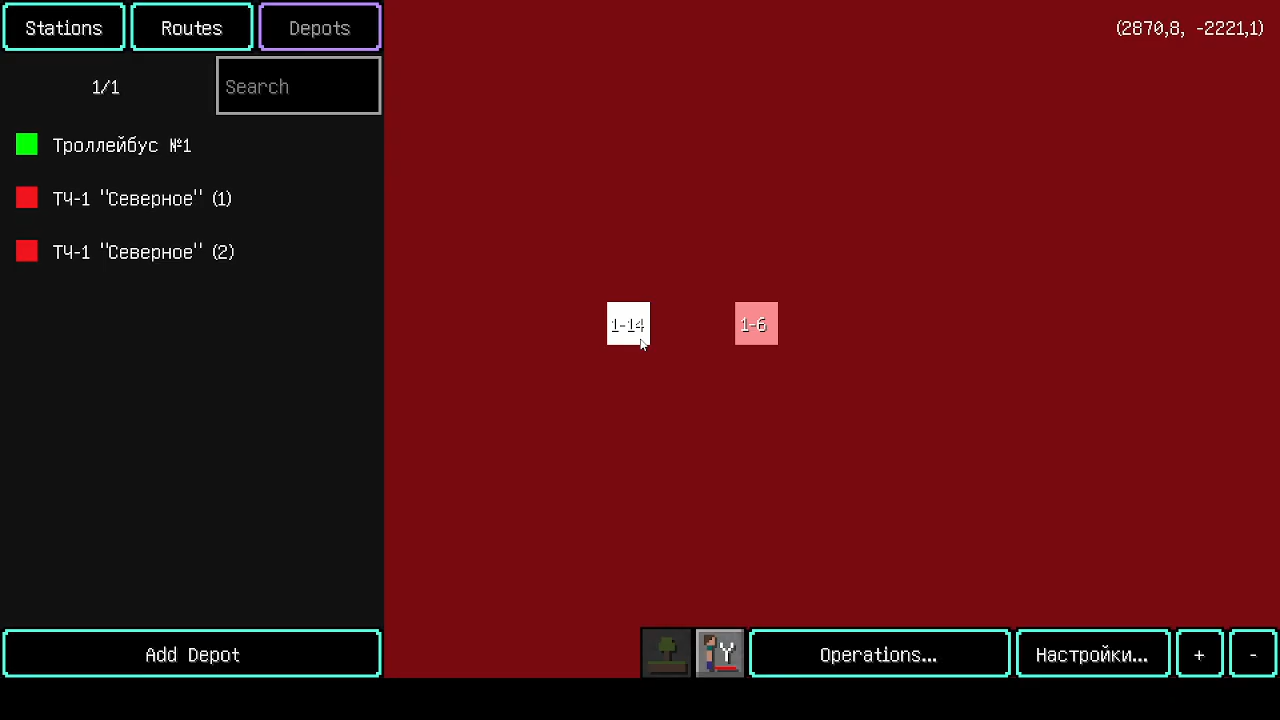 Stations Routes Depots (2870,8, -2221,1)
1/1 Search
Троллейбус №1
ТЧ-1 "Северное" (1)
ТЧ-1 "Северное" (2)
1-14 1-6
Add Depot Operations... Настройки... + -